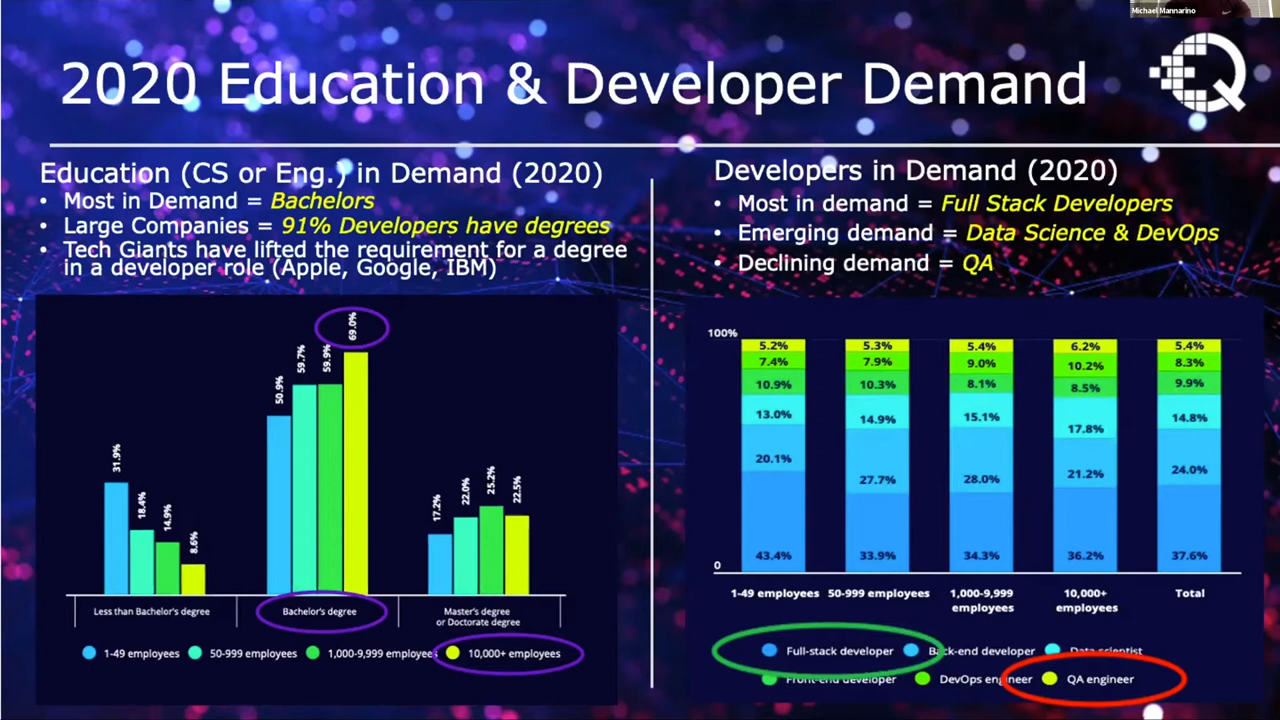 Michael Mannarino
2020 Education & Developer Demand
Education (CS or Eng.) in Demand (2020)
• Most in Demand = Bachelors
• Large Companies = 91% Developers have degrees
• Tech Giants have lifted the requirement for a degree
in a developer role (Apple, Google, IBM)
31.9%
18.4%
14.9%
8.6%
50.9%
59.7%
59.9%
69.0%
17.2%
22.0%
25.2%
22.5%
Less than Bachelor's degree
Bachelor's degree
Master's degree
or Doctorate degree
1-49 employees
50-999 employees
1,000-9,999 employees
10,000+ employees
Developers in Demand (2020)
• Most in demand = Full Stack Developers
• Emerging demand = Data Science & DevOps
• Declining demand = QA
100%
5.2% 5.3% 5.4% 6.2% 5.4%
7.4% 7.9% 9.0% 10.2% 8.3%
10.9% 10.3% 8.1% 8.5% 9.9%
13.0% 14.9% 15.1% 17.8% 14.8%
20.1% 27.7% 28.0% 21.2% 24.0%
43.4% 33.9% 34.3% 36.2% 37.6%
0
1-49 employees
50-999 employees
1,000-9,999
employees
10,000+
employees
Total
Full-stack developer
Back-end developer
Data scientist
Front-end developer
DevOps engineer
QA engineer